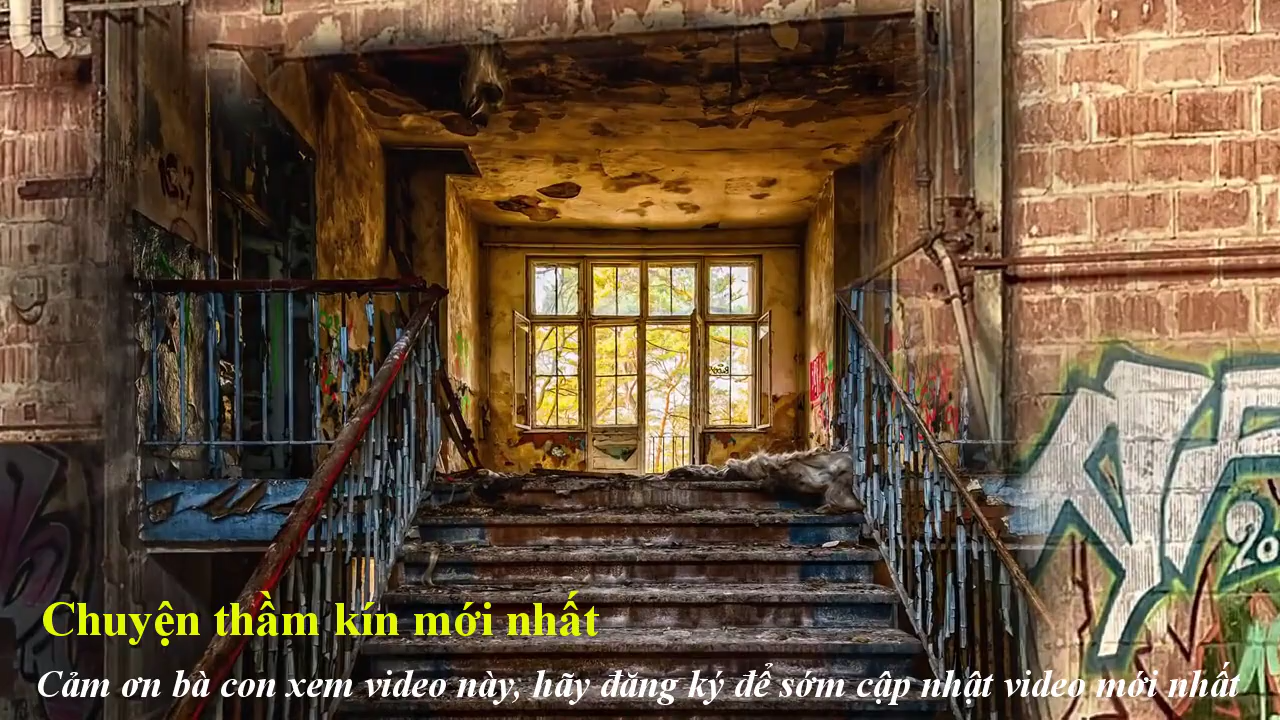 Chuyện thầm kín mới nhất
Cảm ơn bà con xem video này, hãy đăng ký để sớm cập nhật video mới nhất